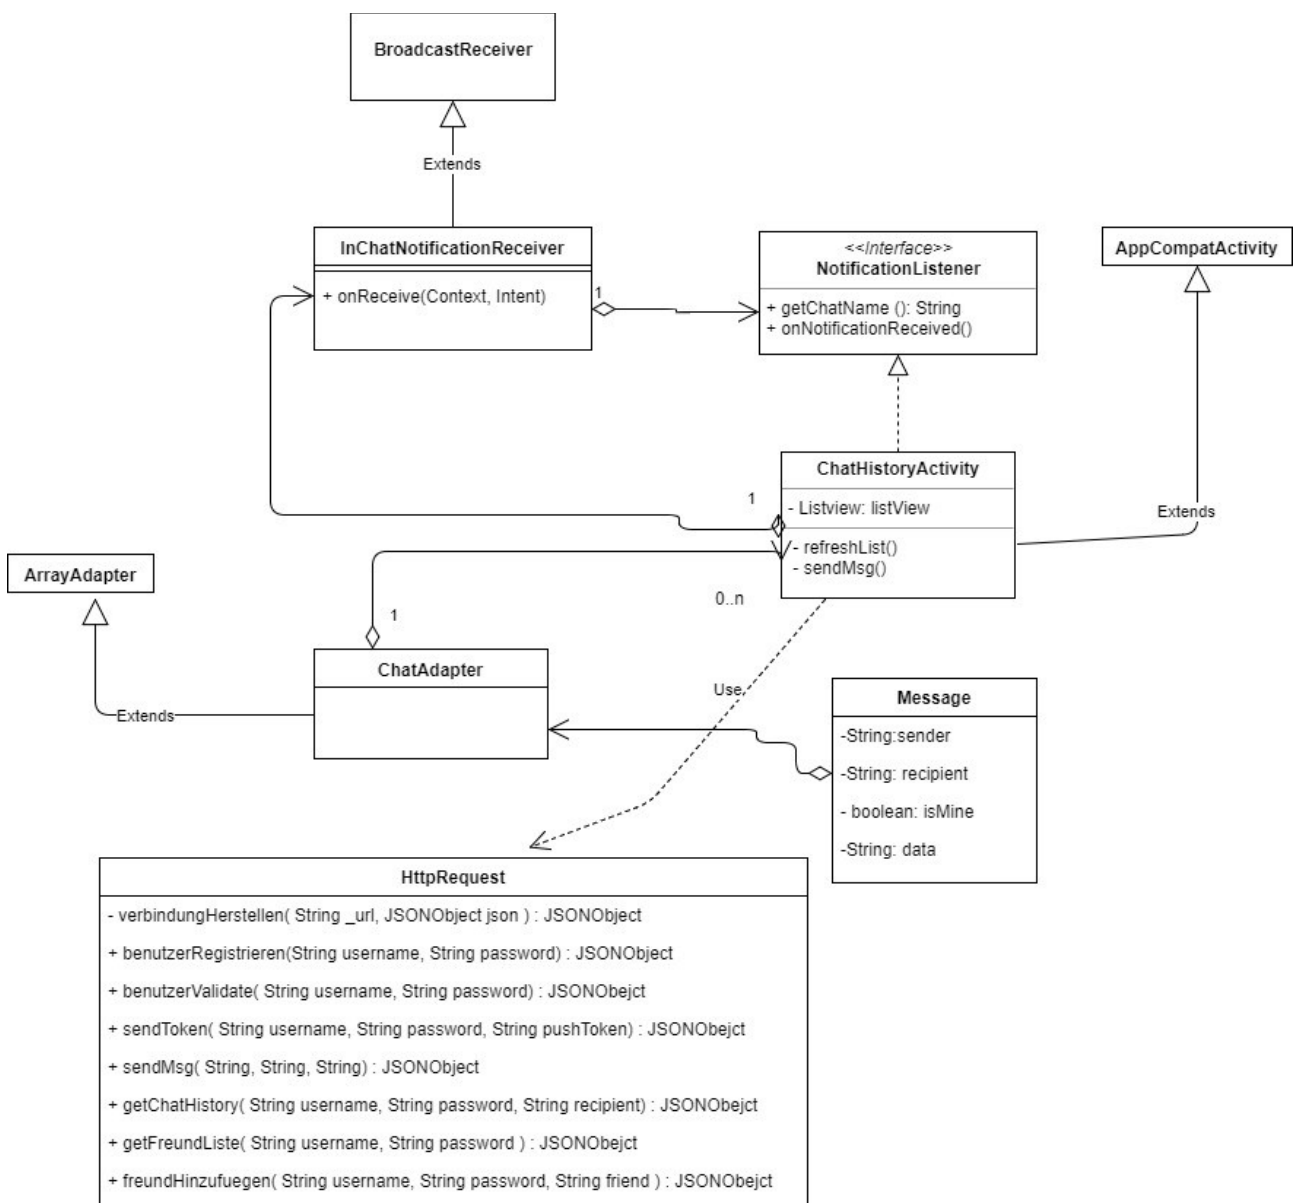 BroadcastReceiver
Extends
InChatNotificationReceiver
+ onReceive(Context, Intent)
1
<<Interface>>
NotificationListener
+ getChatName (): String
+ onNotificationReceived()
AppCompatActivity
Extends
ChatHistoryActivity
- Listview: listView
- refreshList()
- sendMsg()
1
0..n
ArrayAdapter
Extends
1
ChatAdapter
Use
Message
-String:sender
-String: recipient
- boolean: isMine
-String: data
HttpRequest
- verbindungHerstellen( String _url, JSONObject json ) : JSONObject
+ benutzerRegistrieren(String username, String password) : JSONObject
+ benutzerValidate( String username, String password) : JSONObejct
+ sendToken( String username, String password, String pushToken) : JSONObejct
+ sendMsg( String, String, String) : JSONObject
+ getChatHistory( String username, String password, String recipient) : JSONObejct
+ getFreundListe( String username, String password ) : JSONObejct
+ freundHinzufuegen( String username, String password, String friend ) : JSONObejct